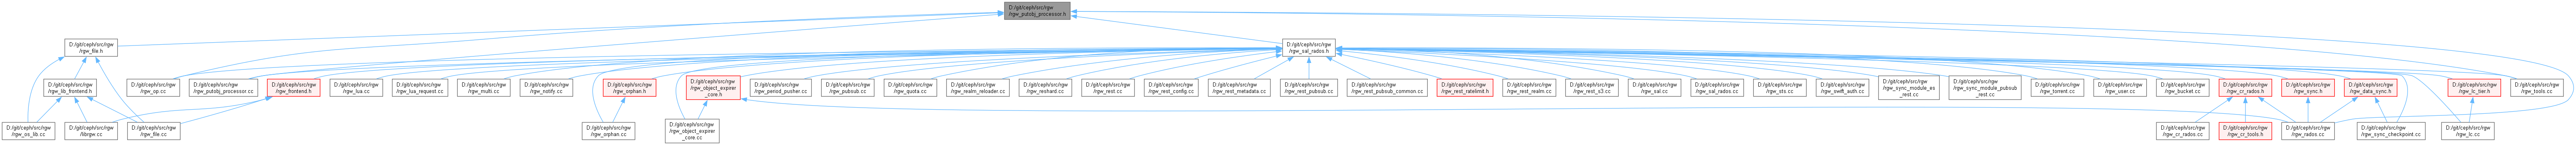 D:/git/ceph/src/rgw
/rgw_putobj_processor.h
D:/git/ceph/src/rgw
/rgw_file.h
D:/git/ceph/src/rgw
/rgw_sal_rados.h
D:/git/ceph/src/rgw
/rgw_lib_frontend.h
D:/git/ceph/src/rgw
/rgw_op.cc
D:/git/ceph/src/rgw
/rgw_putobj_processor.cc
D:/git/ceph/src/rgw
/rgw_frontend.h
D:/git/ceph/src/rgw
/rgw_lua.cc
D:/git/ceph/src/rgw
/rgw_lua_request.cc
D:/git/ceph/src/rgw
/rgw_multi.cc
D:/git/ceph/src/rgw
/rgw_notify.cc
D:/git/ceph/src/rgw
/rgw_orphan.h
D:/git/ceph/src/rgw
/rgw_object_expirer
_core.h
D:/git/ceph/src/rgw
/rgw_period_pusher.cc
D:/git/ceph/src/rgw
/rgw_pubsub.cc
D:/git/ceph/src/rgw
/rgw_quota.cc
D:/git/ceph/src/rgw
/rgw_realm_reloader.cc
D:/git/ceph/src/rgw
/rgw_reshard.cc
D:/git/ceph/src/rgw
/rgw_rest.cc
D:/git/ceph/src/rgw
/rgw_rest_config.cc
D:/git/ceph/src/rgw
/rgw_rest_metadata.cc
D:/git/ceph/src/rgw
/rgw_rest_pubsub.cc
D:/git/ceph/src/rgw
/rgw_rest_pubsub_common.cc
D:/git/ceph/src/rgw
/rgw_rest_ratelimit.h
D:/git/ceph/src/rgw
/rgw_rest_realm.cc
D:/git/ceph/src/rgw
/rgw_rest_s3.cc
D:/git/ceph/src/rgw
/rgw_sal.cc
D:/git/ceph/src/rgw
/rgw_sal_rados.cc
D:/git/ceph/src/rgw
/rgw_sts.cc
D:/git/ceph/src/rgw
/rgw_swift_auth.cc
D:/git/ceph/src/rgw
/rgw_sync_module_es
_rest.cc
D:/git/ceph/src/rgw
/rgw_sync_module_pubsub
_rest.cc
D:/git/ceph/src/rgw
/rgw_torrent.cc
D:/git/ceph/src/rgw
/rgw_user.cc
D:/git/ceph/src/rgw
/rgw_bucket.cc
D:/git/ceph/src/rgw
/rgw_cr_rados.h
D:/git/ceph/src/rgw
/rgw_sync.h
D:/git/ceph/src/rgw
/rgw_data_sync.h
D:/git/ceph/src/rgw
/rgw_lc_tier.h
D:/git/ceph/src/rgw
/rgw_tools.cc
D:/git/ceph/src/rgw
/rgw_os_lib.cc
D:/git/ceph/src/rgw
/librgw.cc
D:/git/ceph/src/rgw
/rgw_file.cc
D:/git/ceph/src/rgw
/rgw_orphan.cc
D:/git/ceph/src/rgw
/rgw_object_expirer
_core.cc
D:/git/ceph/src/rgw
/rgw_cr_rados.cc
D:/git/ceph/src/rgw
/rgw_cr_tools.h
D:/git/ceph/src/rgw
/rgw_rados.cc
D:/git/ceph/src/rgw
/rgw_sync_checkpoint.cc
D:/git/ceph/src/rgw
/rgw_lc.cc